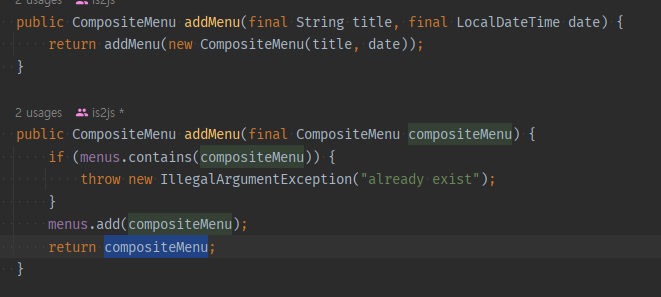 2 usages is2js
public CompositeMenu addMenu(final String title, final LocalDateTime date) {
return addMenu(new CompositeMenu(title, date));
}
2 usages is2js *
public CompositeMenu addMenu(final CompositeMenu compositeMenu) {
if (menus.contains(compositeMenu)) {
throw new IllegalArgumentException("already exist");
}
menus.add(compositeMenu);
return compositeMenu;
}